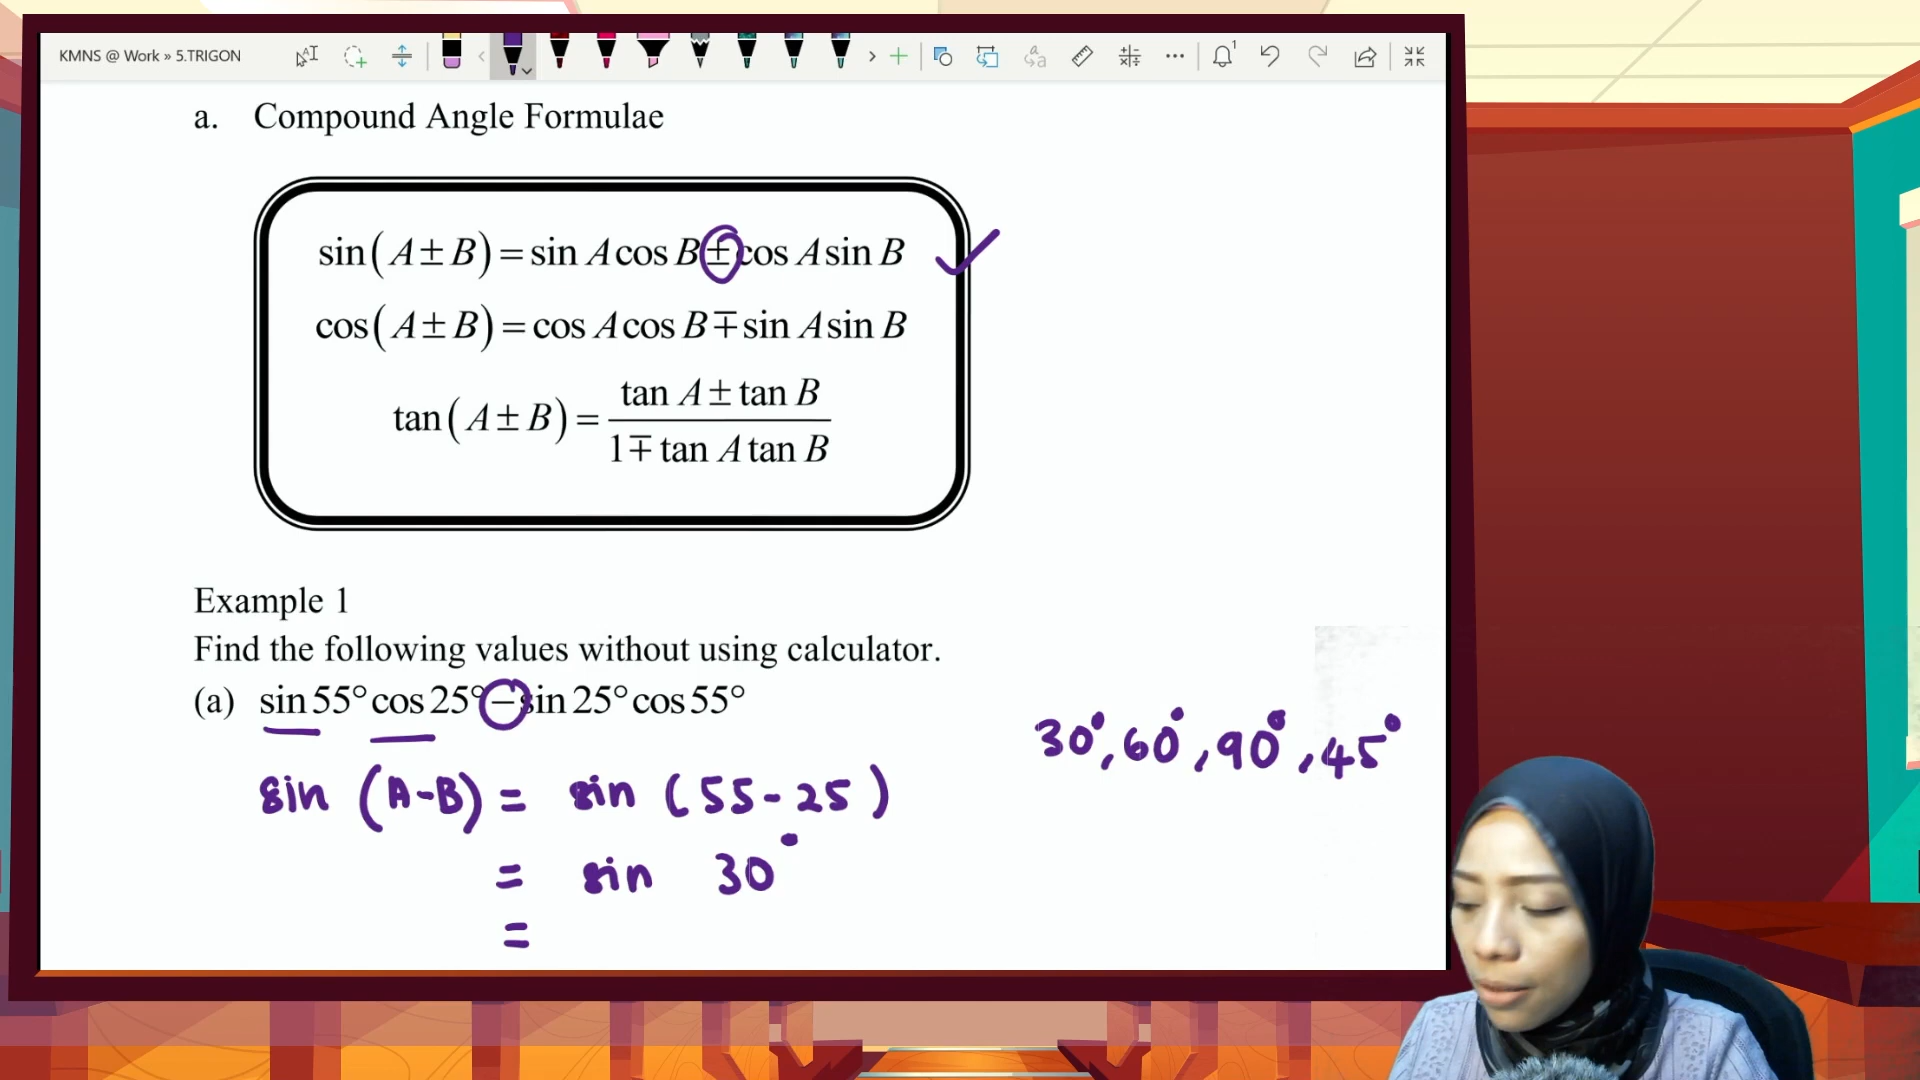 KMNS @ Work » 5.TRIGON
a. Compound Angle Formulae
sin(A±B)=sin A cos B±cos A sin B
cos(A±B)=cos A cos B∓sin A sin B
tan(A±B)=(tan A±tan B)/(1∓tan A tan B)
Example 1
Find the following values without using calculator.
(a) sin 55° cos 25° − sin 25° cos 55°
30°, 60°, 90°, 45°
sin (A-B) = sin (55-25)
= sin 30°
=